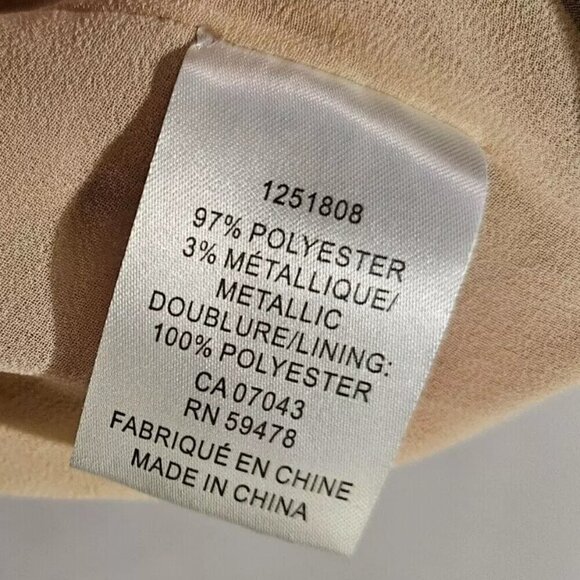 1251808
97% POLYESTER
3% MÉTALLIQUE/
METALLIC
DOUBLURE/LINING:
100% POLYESTER
CA 07043
RN 59478
FABRIQUÉ EN CHINE
MADE IN CHINA